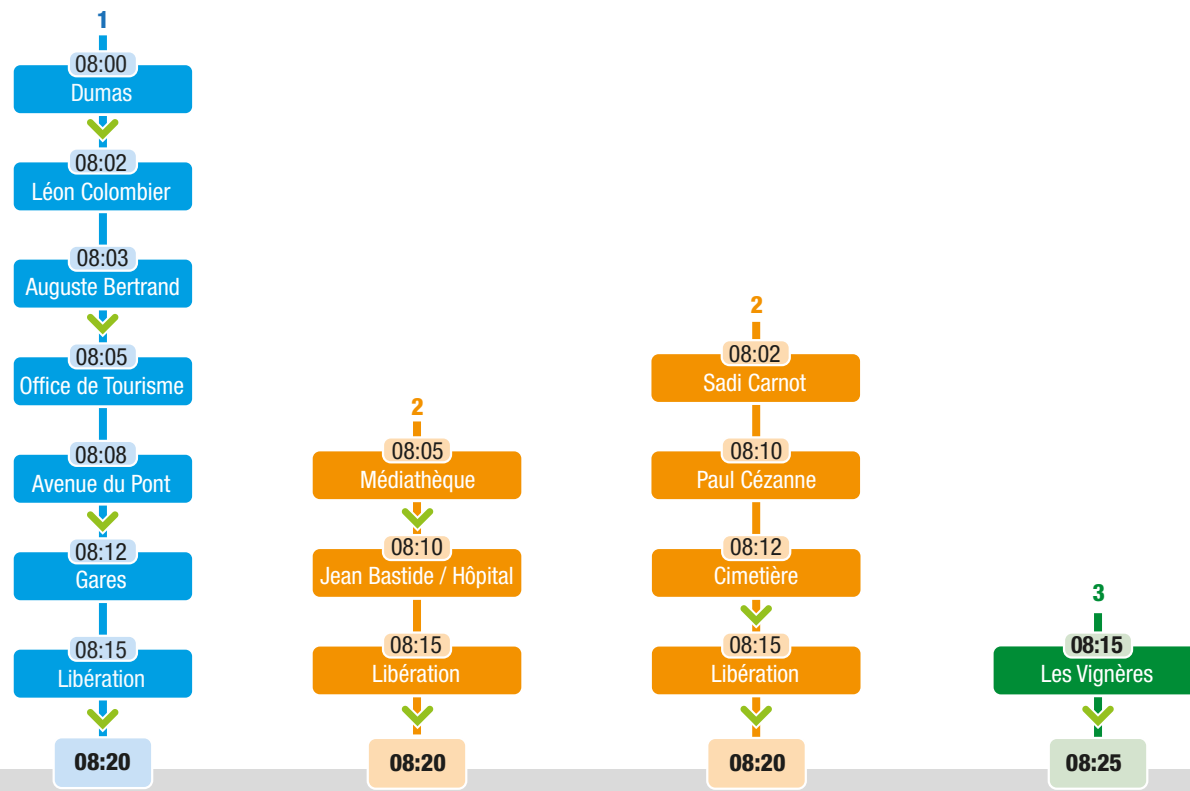 1
08:00
Dumas
08:02
Léon Colombier
08:03
Auguste Bertrand
08:05
Office de Tourisme
08:08
Avenue du Pont
08:12
Gares
08:15
Libération
08:20
2
08:05
Médiathèque
08:10
Jean Bastide / Hôpital
08:15
Libération
08:20
2
08:02
Sadi Carnot
08:10
Paul Cézanne
08:12
Cimetière
08:15
Libération
08:20
3
08:15
Les Vignères
08:25